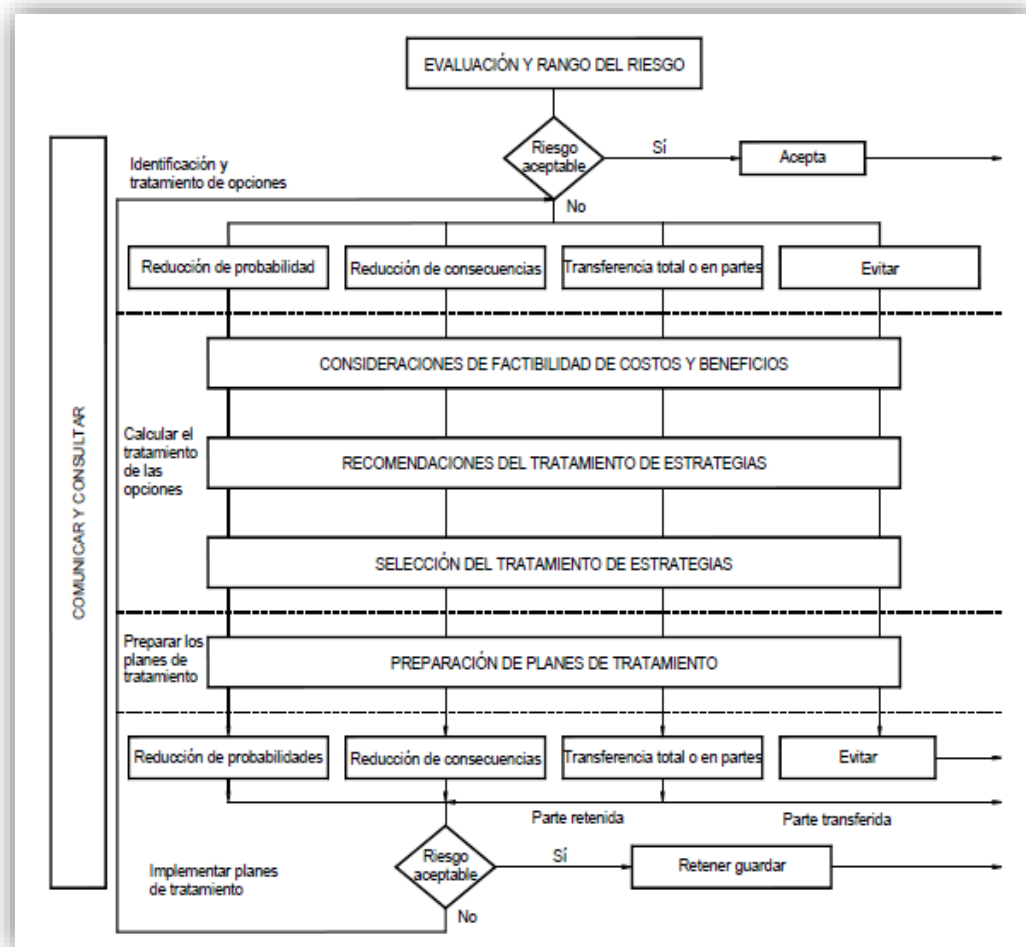 EVALUACIÓN Y RANGO DEL RIESGO
Riesgo
aceptable
Sí
Acepta
Identificación y
tratamiento de opciones
No
Reducción de probabilidad
Reducción de consecuencias
Transferencia total o en partes
Evitar
COMUNICAR Y CONSULTAR
CONSIDERACIONES DE FACTIBILIDAD DE COSTOS Y BENEFICIOS
Calcular el
tratamiento
de las
opciones
RECOMENDACIONES DEL TRATAMIENTO DE ESTRATEGIAS
SELECCIÓN DEL TRATAMIENTO DE ESTRATEGIAS
Preparar los
planes de
tratamiento
PREPARACIÓN DE PLANES DE TRATAMIENTO
Reducción de probabilidades
Reducción de consecuencias
Transferencia total o en partes
Evitar
Parte retenida
Parte transferida
Riesgo
aceptable
Sí
Retener guardar
Implementar planes
de tratamiento
No